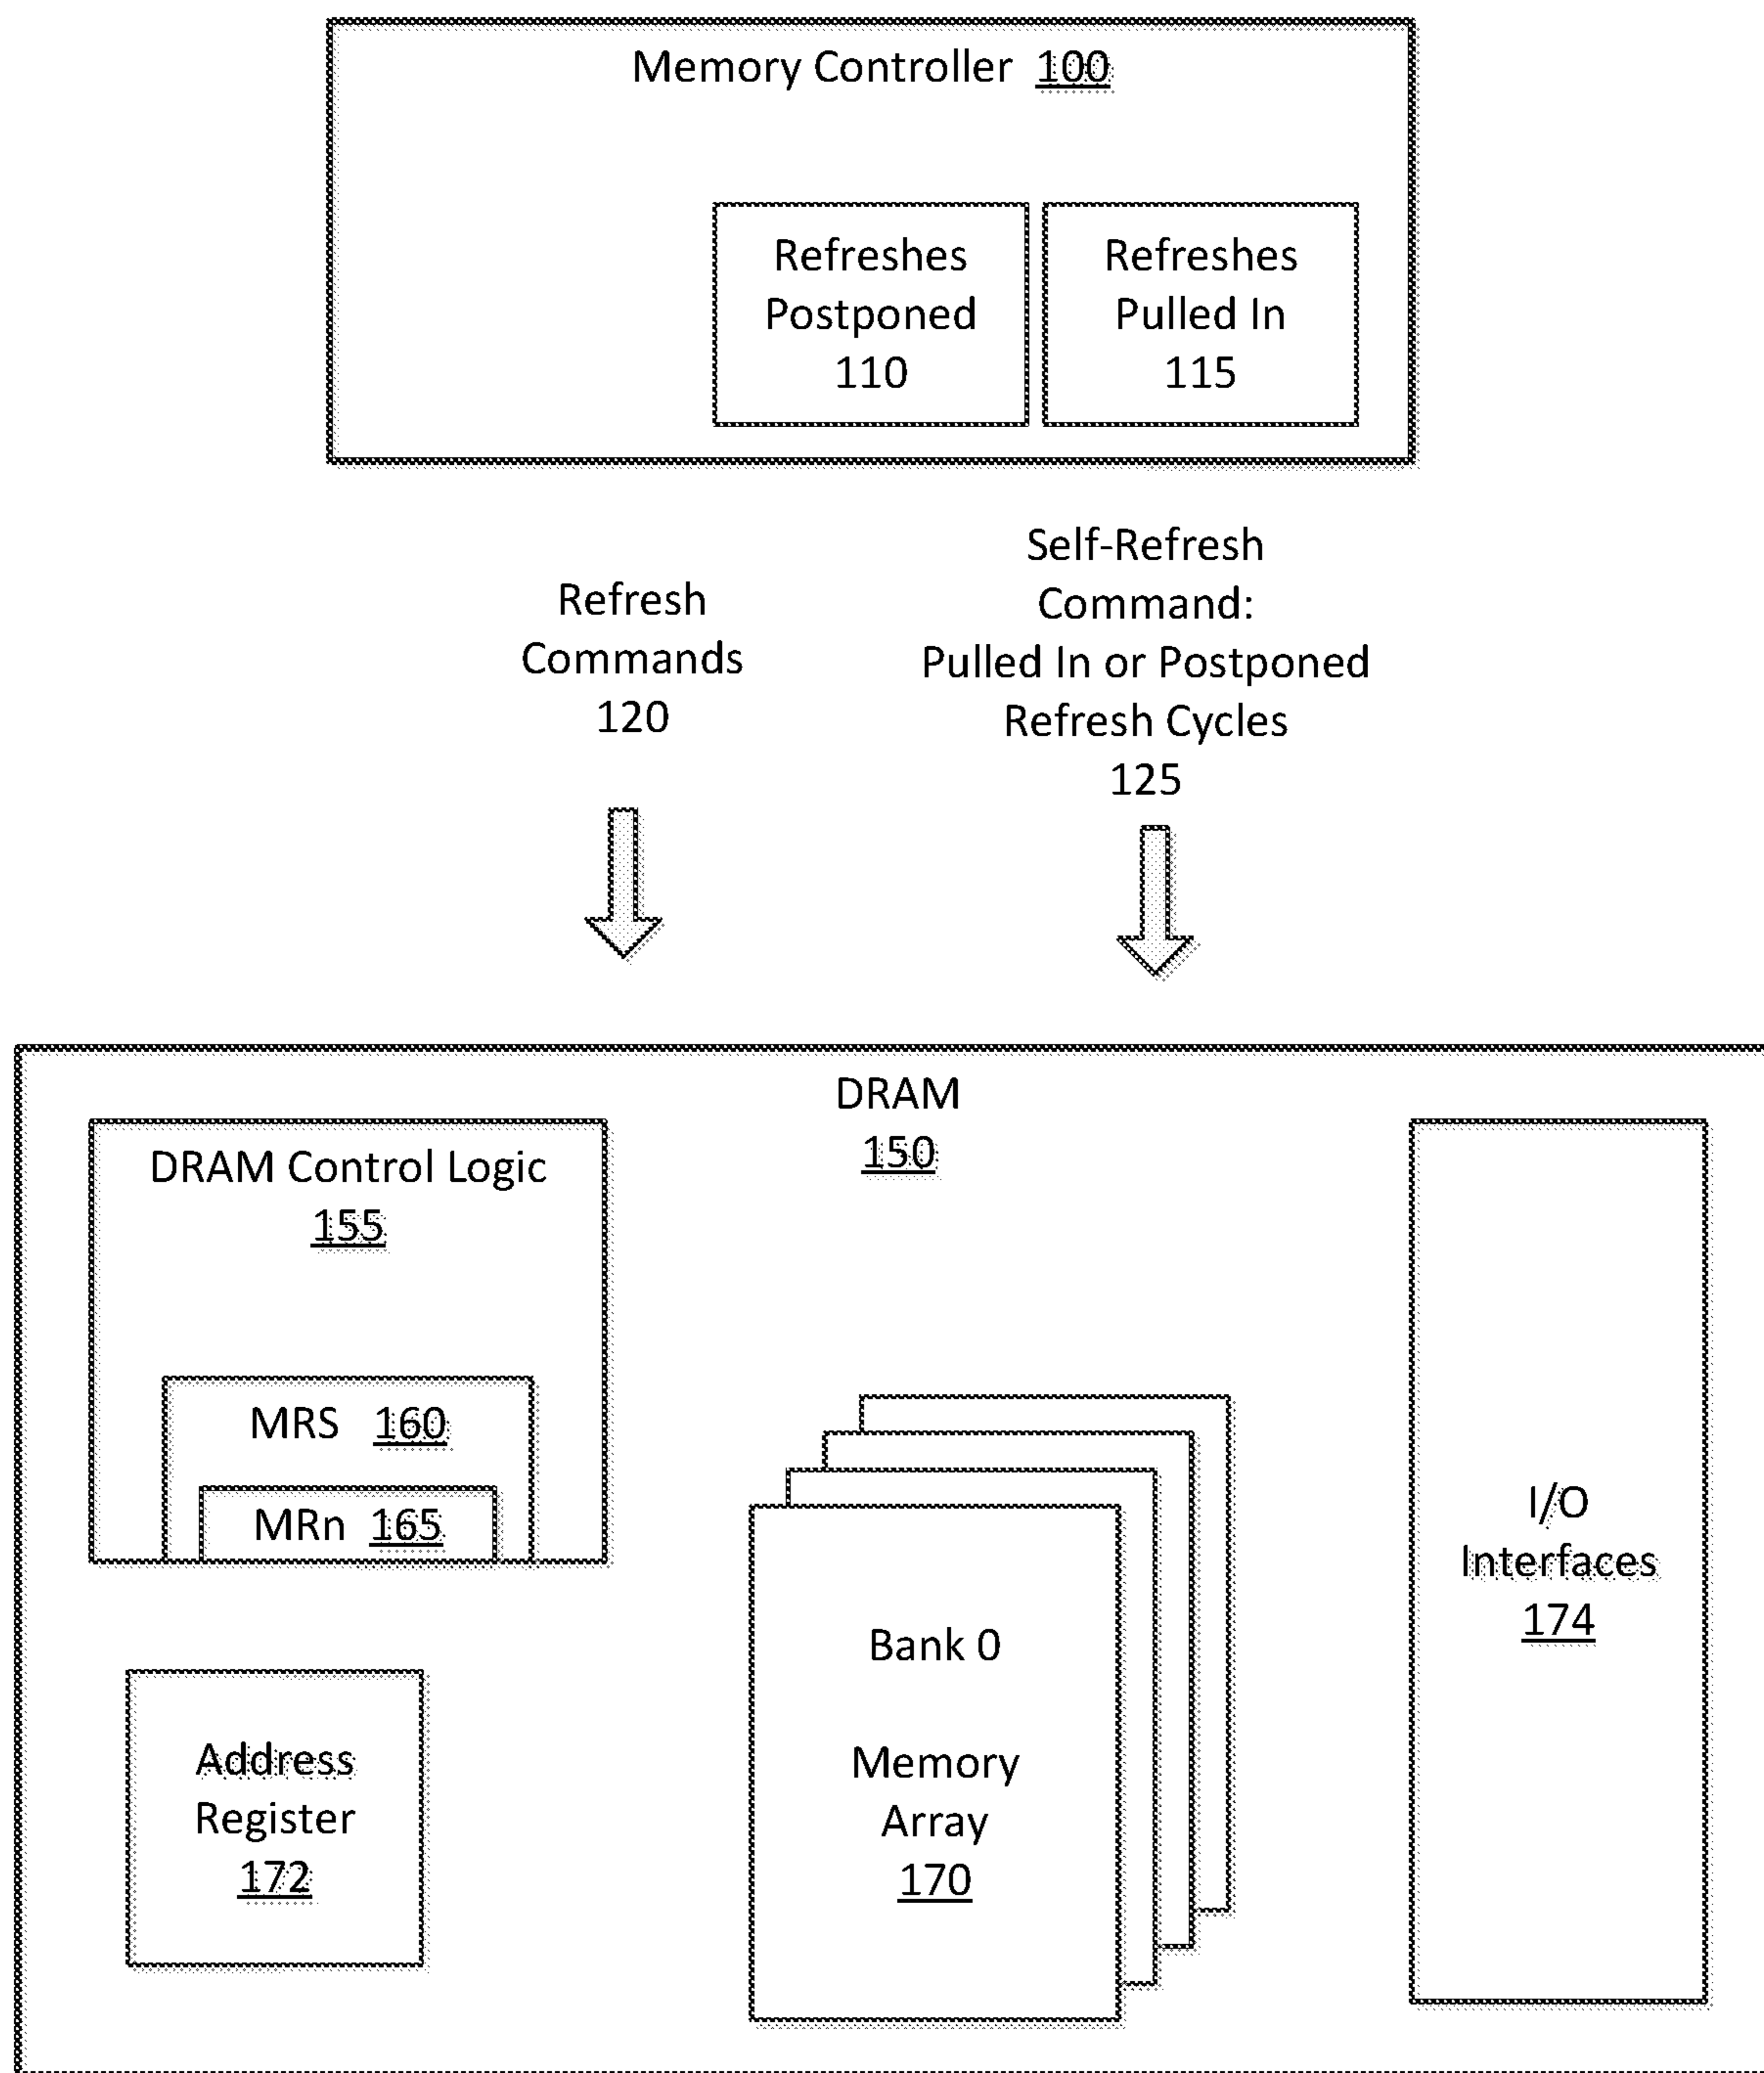 Memory Controller 100
Refreshes
Postponed
110
Refreshes
Pulled In
115
Refresh
Commands
120
Self-Refresh
Command:
Pulled In or Postponed
Refresh Cycles
125
DRAM
150
DRAM Control Logic
155
MRS 160
MRn 165
Address
Register
172
Bank 0
Memory
Array
170
I/O
Interfaces
174